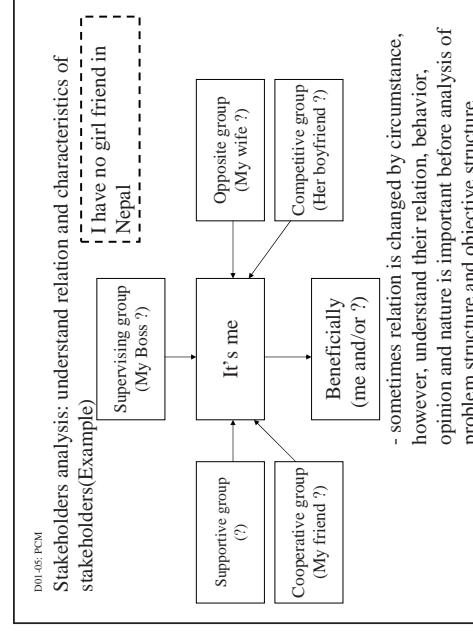 D01-05: PCM
Stakeholders analysis: understand relation and characteristics of
stakeholders(Example)
I have no girl friend in
Nepal
Supervising group
(My Boss ?)
Supportive group
(?)
Opposite group
(My wife ?)
It's me
Cooperative group
(My friend ?)
Competitive group
(Her boyfriend ?)
Beneficially
(me and/or ?)
- sometimes relation is changed by circumstance,
however, understand their relation, behavior,
opinion and nature is important before analysis of
problem structure and objective structure